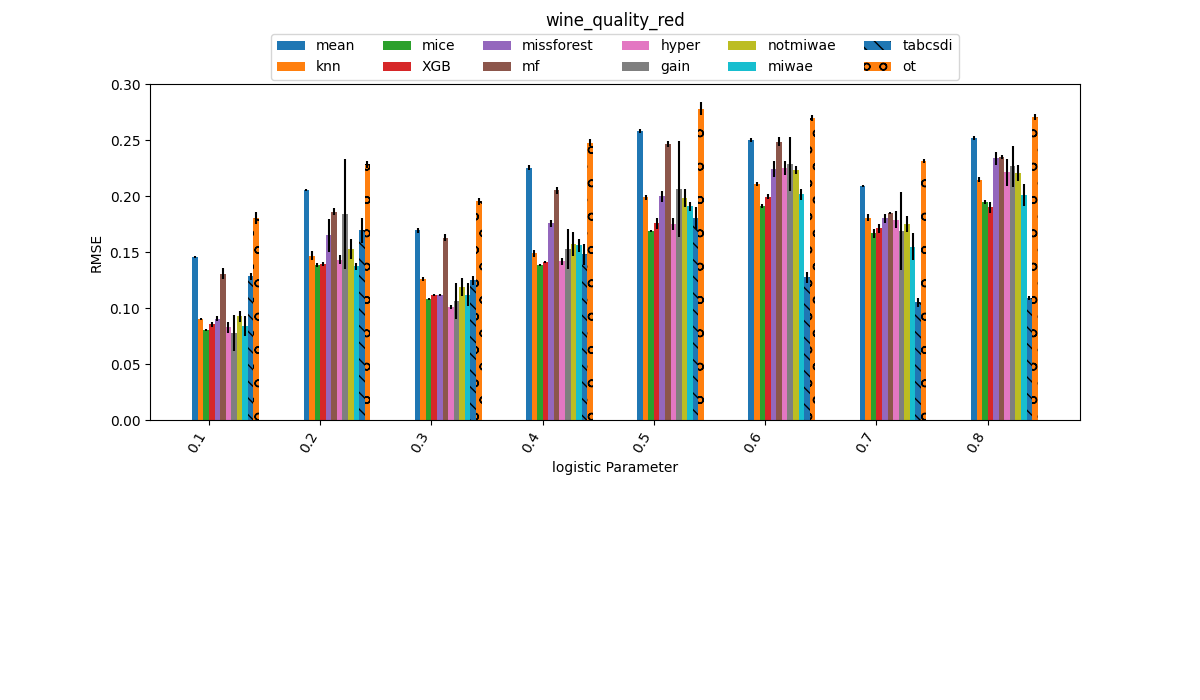 wine_quality_red
mean mice missforest hyper notmiwae tabcsdi
knn XGB mf gain miwae ot
0.30
0.25
0.20
0.15
0.10
0.05
0.00
RMSE
0.1 0.2 0.3 0.4 0.5 0.6 0.7 0.8
logistic Parameter